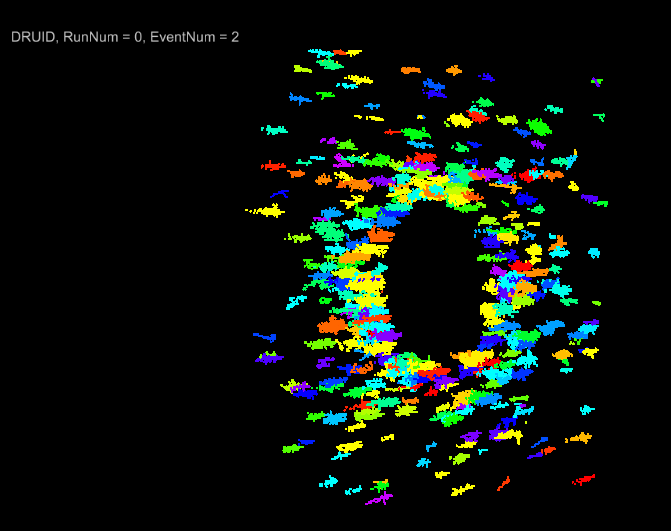 DRUID, RunNum = 0, EventNum = 2